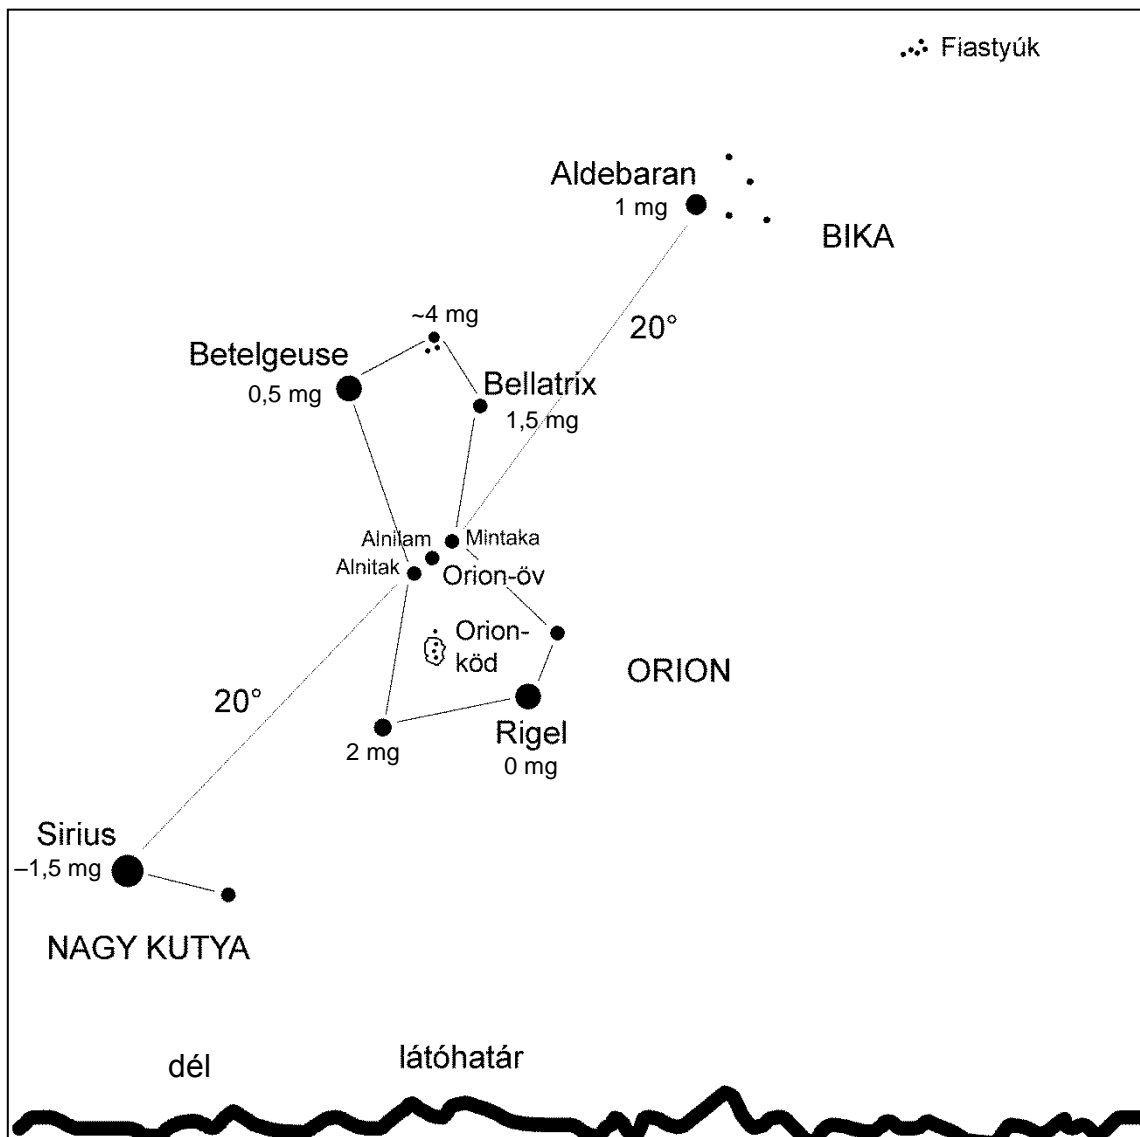 Fiastyúk
Aldebaran
1 mg
BIKA
20°
~4 mg
Betelgeuse
0,5 mg
Bellatrix
1,5 mg
Alnilam
Mintaka
Alnitak
Orion-öv
Orion-
köd
ORION
20°
2 mg
Rigel
0 mg
Sirius
–1,5 mg
NAGY KUTYA
dél
látóhatár